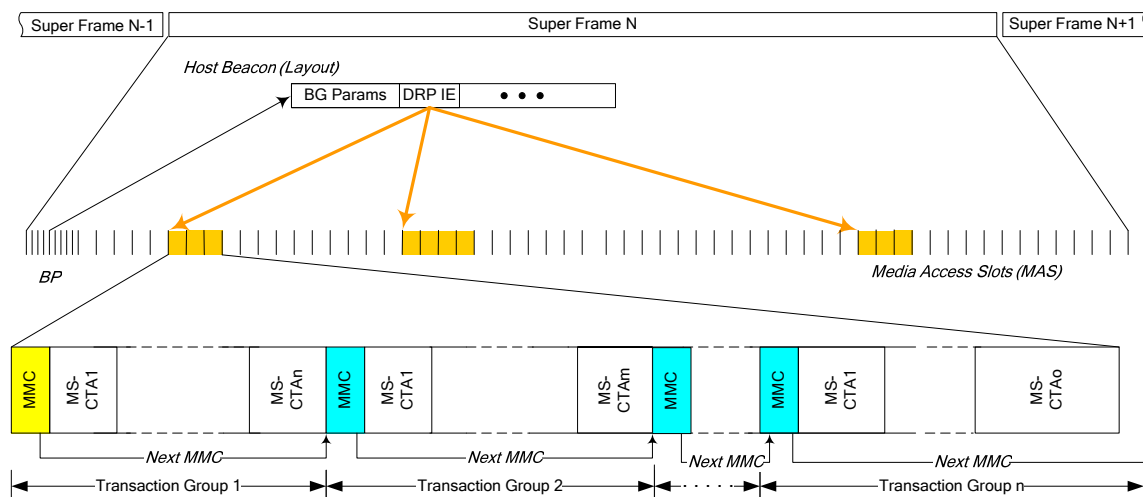 Super Frame N-1
Super Frame N
Super Frame N+1
Host Beacon (Layout)
BG Params
DRP IE
• • •
BP
Media Access Slots (MAS)
MMC
MS-
CTA1
MS-
CTAn
MMC
MS-
CTA1
MS-
CTAm
MMC
MMC
MS-
CTA1
MS-
CTAo
Next MMC
Next MMC
Next MMC
Next MMC
Transaction Group 1
Transaction Group 2
· · · · ·
Transaction Group n